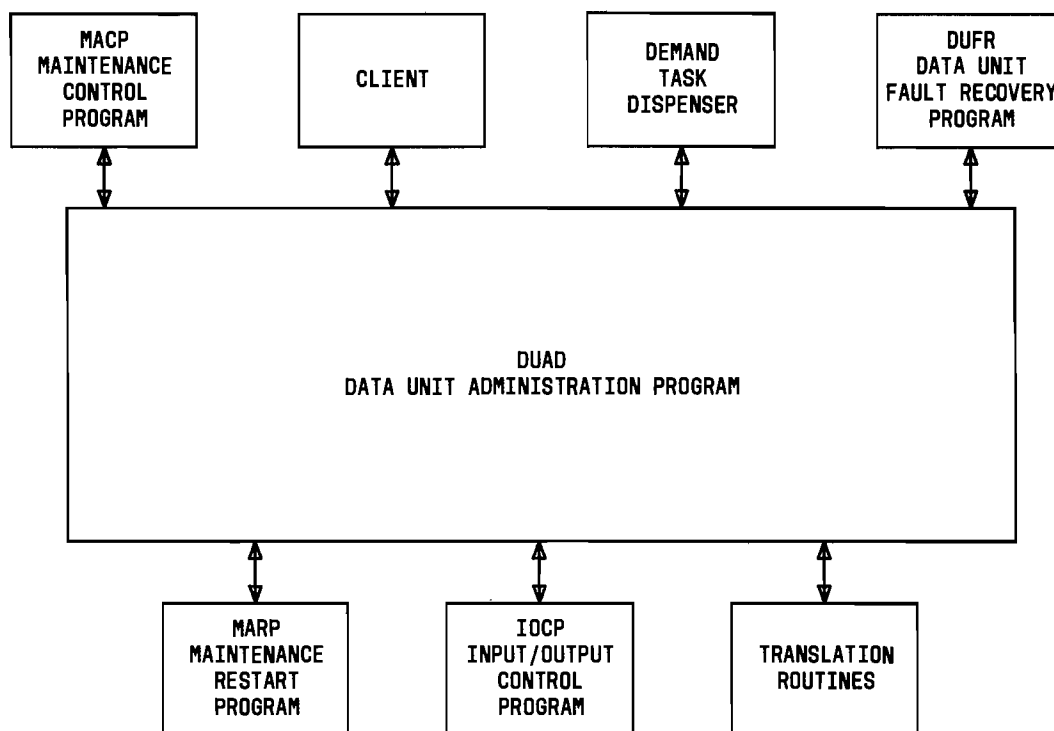 MACP
MAINTENANCE
CONTROL
PROGRAM
CLIENT
DEMAND
TASK
DISPENSER
DUFR
DATA UNIT
FAULT RECOVERY
PROGRAM
DUAD
DATA UNIT ADMINISTRATION PROGRAM
MARP
MAINTENANCE
RESTART
PROGRAM
IOCP
INPUT/OUTPUT
CONTROL
PROGRAM
TRANSLATION
ROUTINES